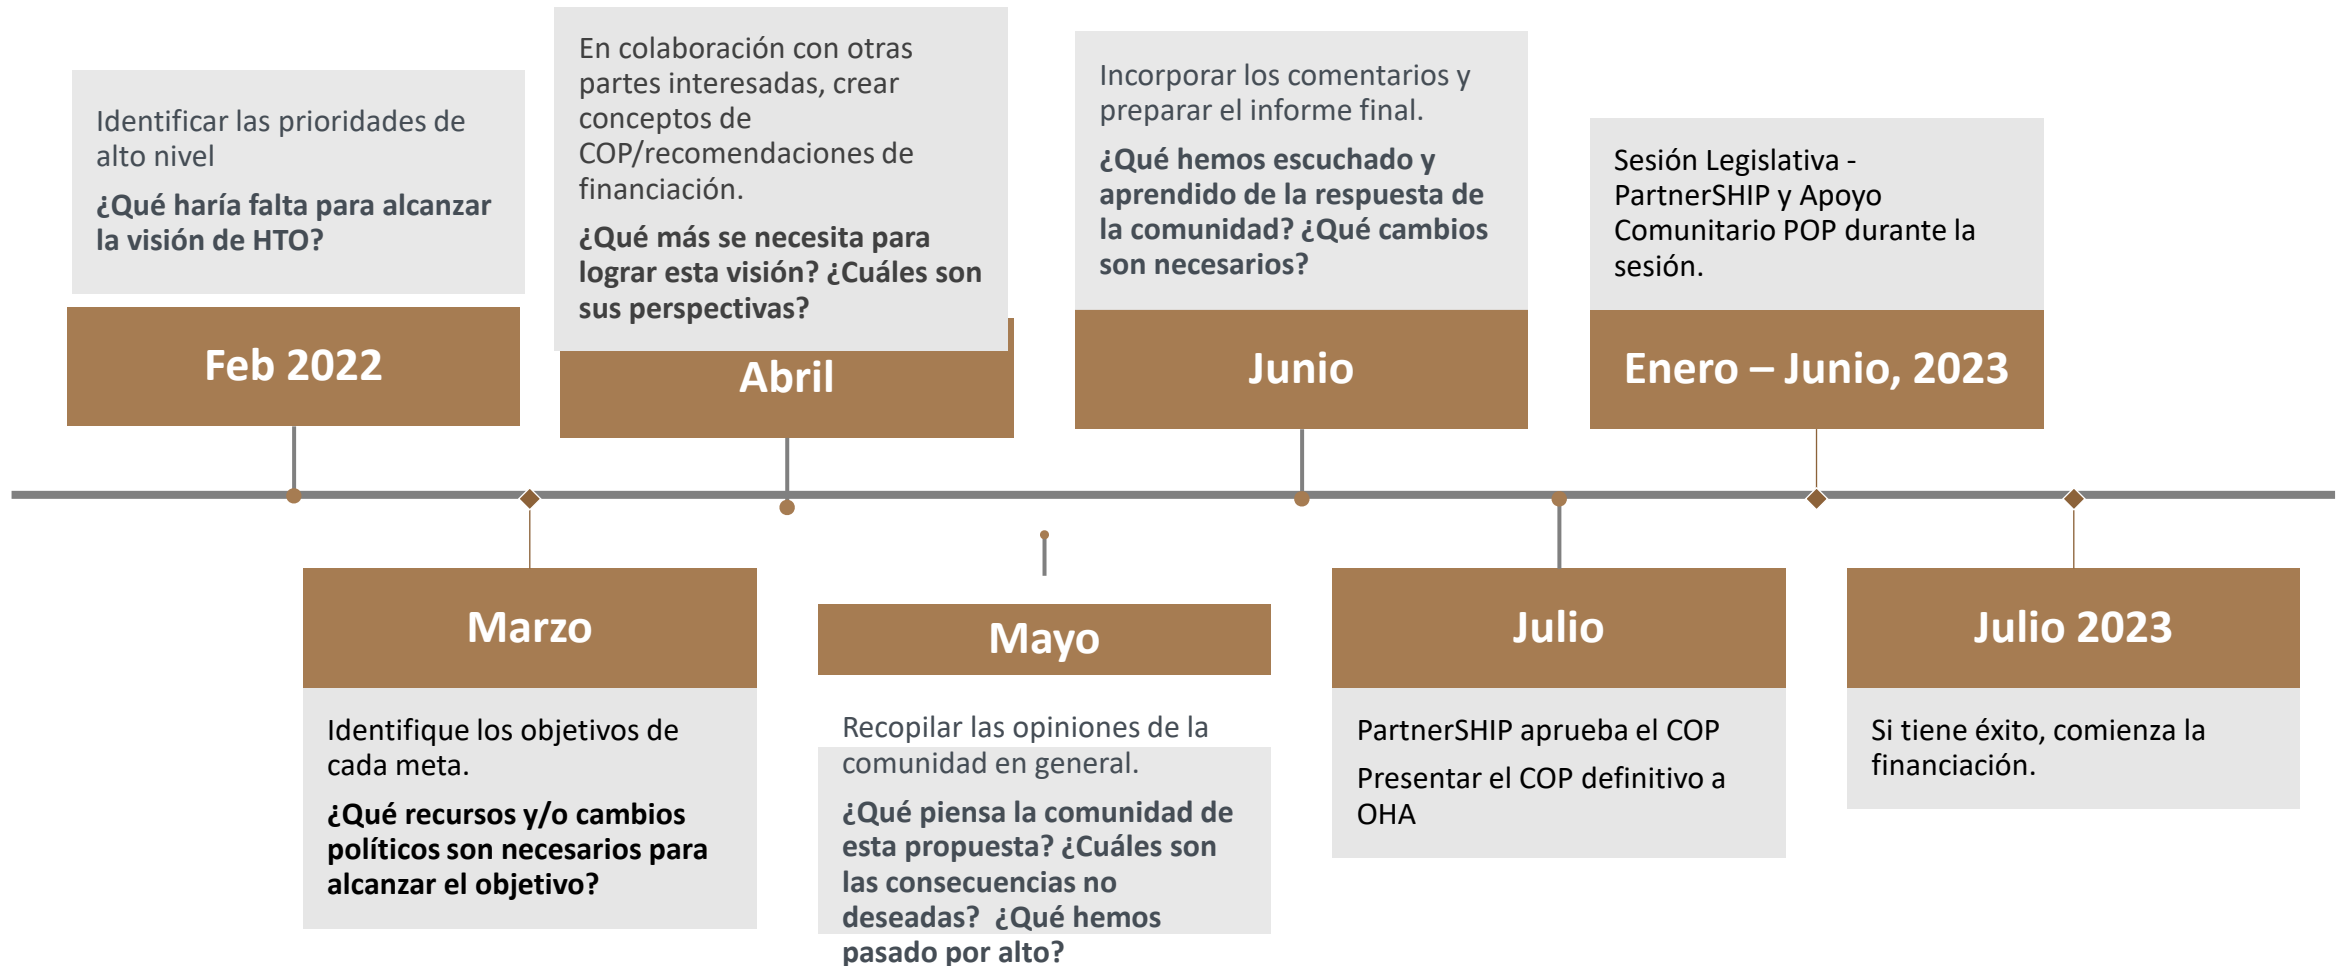 Identificar las prioridades de
alto nivel
¿Qué haría falta para alcanzar
la visión de HTO?
Feb 2022
Identifique los objetivos de
cada meta.
¿Qué recursos y/o cambios
políticos son necesarios para
alcanzar el objetivo?
Marzo
En colaboración con otras
partes interesadas, crear
conceptos de
COP/recomendaciones de
financiación.
¿Qué más se necesita para
lograr esta visión? ¿Cuáles son
sus perspectivas?
Abril
Mayo
Recopilar las opiniones de la
comunidad en general.
¿Qué piensa la comunidad de
esta propuesta? ¿Cuáles son
las consecuencias no
deseadas?  ¿Qué hemos
pasado por alto?
Incorporar los comentarios y
preparar el informe final.
¿Qué hemos escuchado y
aprendido de la respuesta de
la comunidad? ¿Qué cambios
son necesarios?
Junio
Julio
PartnerSHIP aprueba el COP
Presentar el COP definitivo a
OHA
Sesión Legislativa -
PartnerSHIP y Apoyo
Comunitario POP durante la
sesión.
Enero – Junio, 2023
Julio 2023
Si tiene éxito, comienza la
financiación.